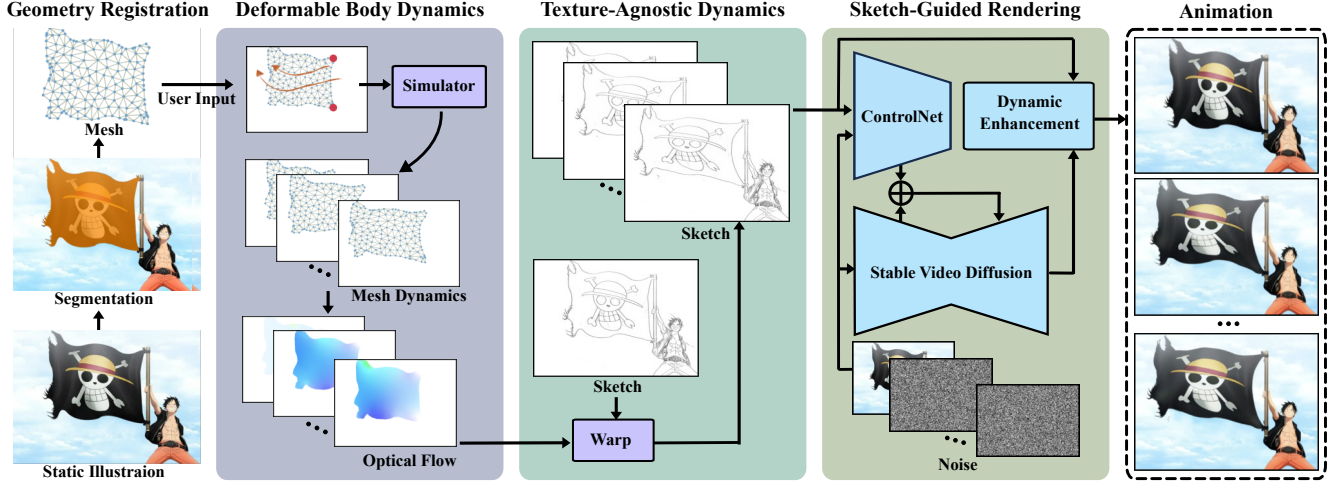 Geometry Registration
Mesh
Segmentation
Static Illustraion
User Input
Deformable Body Dynamics
Simulator
Mesh Dynamics
Optical Flow
Texture-Agnostic Dynamics
Sketch
Sketch
Warp
Sketch-Guided Rendering
ControlNet
Dynamic
Enhancement
Stable Video Diffusion
Noise
Animation